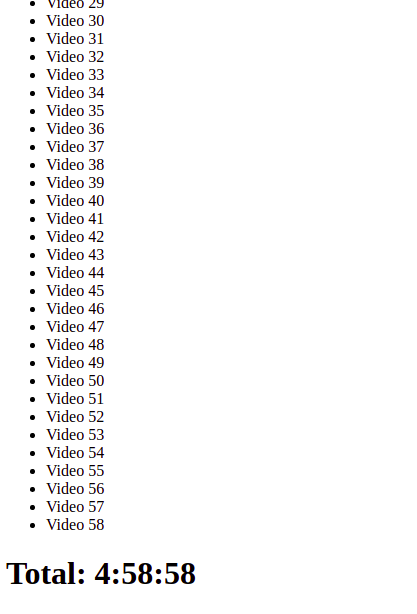 Video 29
Video 30
Video 31
Video 32
Video 33
Video 34
Video 35
Video 36
Video 37
Video 38
Video 39
Video 40
Video 41
Video 42
Video 43
Video 44
Video 45
Video 46
Video 47
Video 48
Video 49
Video 50
Video 51
Video 52
Video 53
Video 54
Video 55
Video 56
Video 57
Video 58
Total: 4:58:58